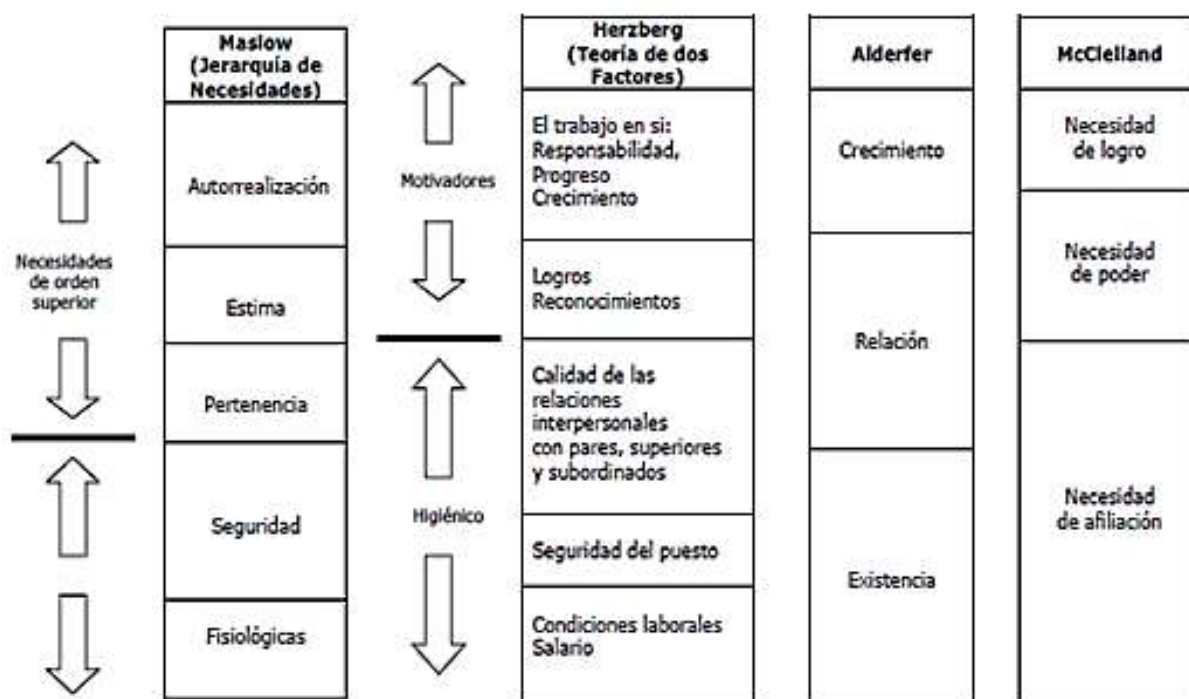 Maslow
(Jerarquía de
Necesidades)
Autorrealización
Estima
Pertenencia
Seguridad
Fisiológicas
Necesidades
de orden
superior
Motivadores
Higiénico
Herzberg
(Teoría de dos
Factores)
El trabajo en si:
Responsabilidad,
Progreso
Crecimiento
Logros
Reconocimientos
Calidad de las
relaciones
interpersonales
con pares, superiores
y subordinados
Seguridad del puesto
Condiciones laborales
Salario
Alderfer
Crecimiento
Relación
Existencia
McClelland
Necesidad
de logro
Necesidad
de poder
Necesidad
de afiliación